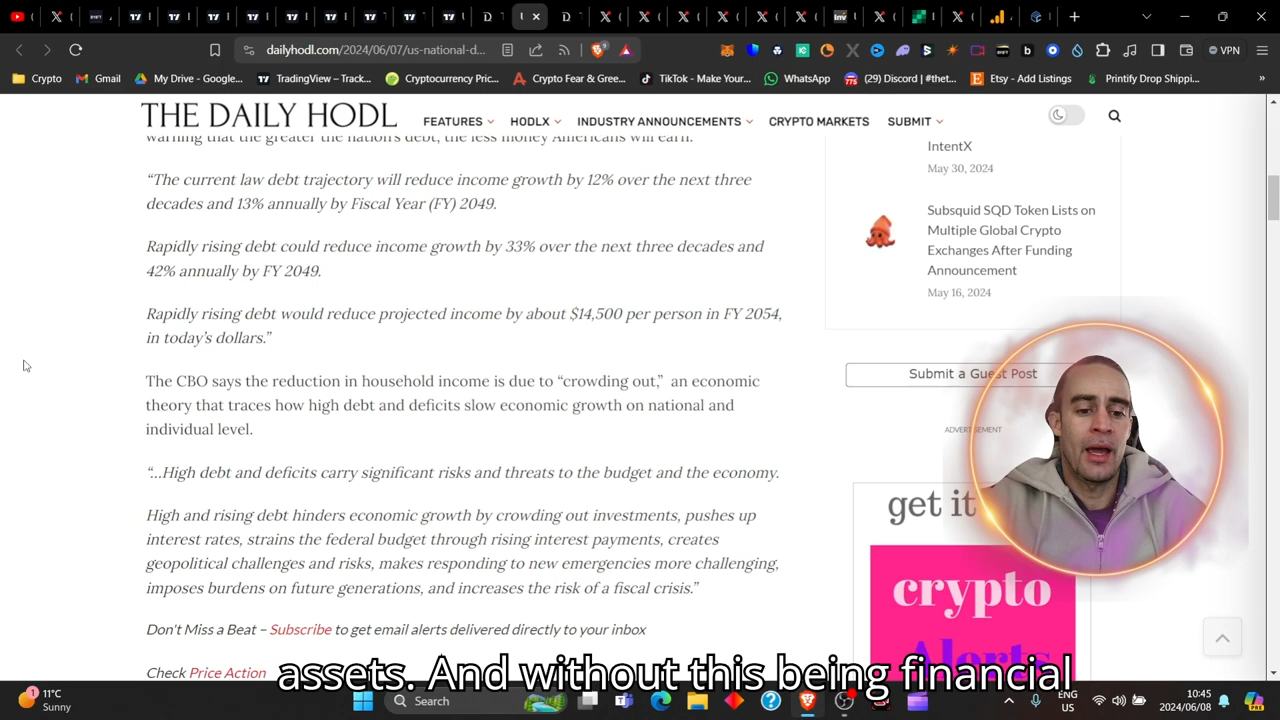 dailyhodl.com/2024/06/07/us-national-d...
VPN
Crypto
Gmail
My Drive - Google...
TradingView – Track...
Cryptocurrency Pric...
Crypto Fear & Gree...
TikTok - Make Your...
WhatsApp
(29) Discord | #thet...
Etsy - Add Listings
Printify Drop Shippi...
THE DAILY HODL
FEATURES
HODLX
INDUSTRY ANNOUNCEMENTS
CRYPTO MARKETS
SUBMIT
warning that the greater the nation's debt, the less money Americans will earn.
“The current law debt trajectory will reduce income growth by 12% over the next three
decades and 13% annually by Fiscal Year (FY) 2049.
Rapidly rising debt could reduce income growth by 33% over the next three decades and
42% annually by FY 2049.
Rapidly rising debt would reduce projected income by about $14,500 per person in FY 2054,
in today’s dollars.”
The CBO says the reduction in household income is due to “crowding out,” an economic
theory that traces how high debt and deficits slow economic growth on national and
individual level.
“…High debt and deficits carry significant risks and threats to the budget and the economy.
High and rising debt hinders economic growth by crowding out investments, pushes up
interest rates, strains the federal budget through rising interest payments, creates
geopolitical challenges and risks, makes responding to new emergencies more challenging,
imposes burdens on future generations, and increases the risk of a fiscal crisis.”
Don't Miss a Beat – Subscribe to get email alerts delivered directly to your inbox
Check Price Action
IntentX
May 30, 2024
Subsquid SQD Token Lists on
Multiple Global Crypto
Exchanges After Funding
Announcement
May 16, 2024
Submit a Guest Post
get it
crypto
Alerts
assets. And without this being financial
11°C
Sunny
Search
ENG
US
10:45
2024/06/08